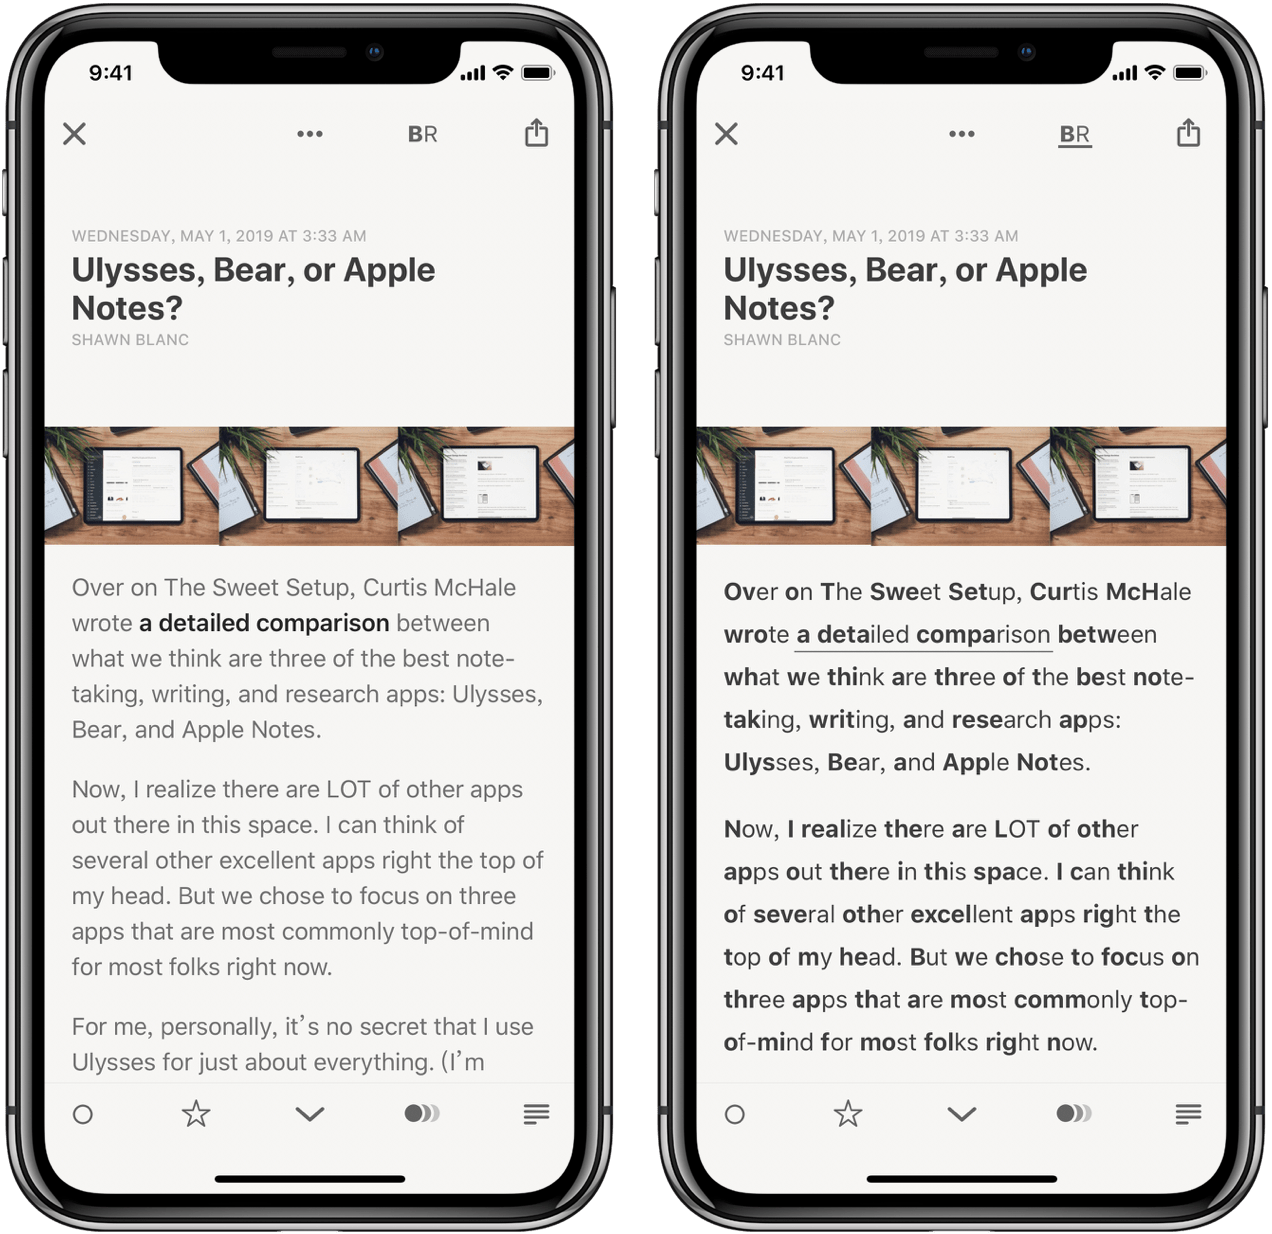 9:41
BR
WEDNESDAY, MAY 1, 2019 AT 3:33 AM
Ulysses, Bear, or Apple
Notes?
SHAWN BLANC
Over on The Sweet Setup, Curtis McHale
wrote a detailed comparison between
what we think are three of the best note-
taking, writing, and research apps: Ulysses,
Bear, and Apple Notes.
Now, I realize there are LOT of other apps
out there in this space. I can think of
several other excellent apps right the top of
my head. But we chose to focus on three
apps that are most commonly top-of-mind
for most folks right now.
For me, personally, it’s no secret that I use
Ulysses for just about everything. (I’m
9:41
BR
WEDNESDAY, MAY 1, 2019 AT 3:33 AM
Ulysses, Bear, or Apple
Notes?
SHAWN BLANC
Over on The Sweet Setup, Curtis McHale
wrote a detailed comparison between
what we think are three of the best note-
taking, writing, and research apps:
Ulysses, Bear, and Apple Notes.
Now, I realize there are LOT of other
apps out there in this space. I can think
of several other excellent apps right the
top of my head. But we chose to focus on
three apps that are most commonly top-
of-mind for most folks right now.